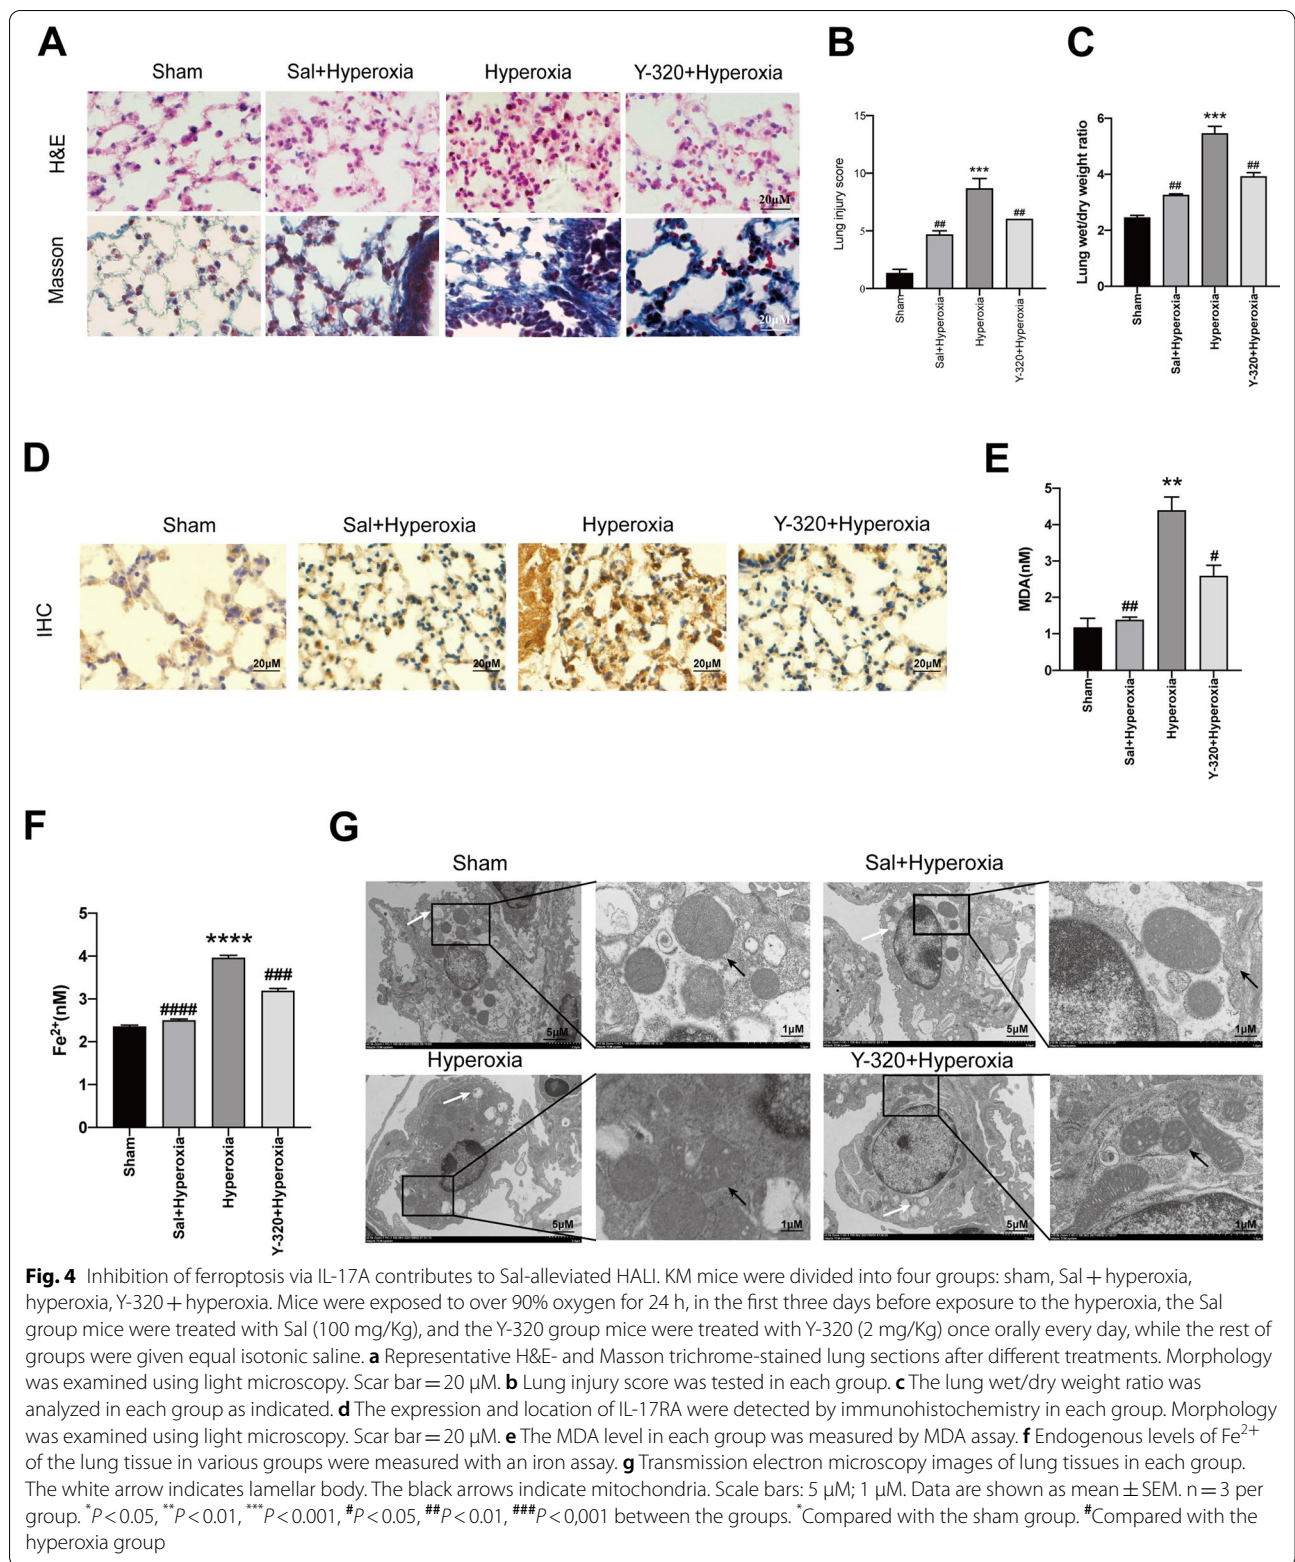 A
Sham
Sal+Hyperoxia
Hyperoxia
Y-320+Hyperoxia
H&E
20μM
Masson
20μM
B
Lung injury score
15
10
5
0
***
##
##
Sham
Sal+Hyperoxia
Hyperoxia
Y-320+Hyperoxia
C
Lung wet/dry weight ratio
6
4
2
0
***
##
##
Sham
Sal+Hyperoxia
Hyperoxia
Y-320+Hyperoxia
D
Sham
Sal+Hyperoxia
Hyperoxia
Y-320+Hyperoxia
IHC
20μM
20μM
20μM
20μM
E
MDA(nM)
5
4
3
2
1
0
**
##
#
Sham
Sal+Hyperoxia
Hyperoxia
Y-320+Hyperoxia
F
Fe2+(nM)
5
4
3
2
1
0
****
####
###
Sham
Sal+Hyperoxia
Hyperoxia
Y-320+Hyperoxia
G
Sham
Sal+Hyperoxia
5μM
1μM
5μM
1μM
Hyperoxia
Y-320+Hyperoxia
5μM
1μM
5μM
1μM
Fig. 4 Inhibition of ferroptosis via IL-17A contributes to Sal-alleviated HALI. KM mice were divided into four groups: sham, Sal + hyperoxia,
hyperoxia, Y-320 + hyperoxia. Mice were exposed to over 90% oxygen for 24 h, in the first three days before exposure to the hyperoxia, the Sal
group mice were treated with Sal (100 mg/Kg), and the Y-320 group mice were treated with Y-320 (2 mg/Kg) once orally every day, while the rest of
groups were given equal isotonic saline. a Representative H&E- and Masson trichrome-stained lung sections after different treatments. Morphology
was examined using light microscopy. Scar bar = 20 μM. b Lung injury score was tested in each group. c The lung wet/dry weight ratio was
analyzed in each group as indicated. d The expression and location of IL-17RA were detected by immunohistochemistry in each group. Morphology
was examined using light microscopy. Scar bar = 20 μM. e The MDA level in each group was measured by MDA assay. f Endogenous levels of Fe2+
of the lung tissue in various groups were measured with an iron assay. g Transmission electron microscopy images of lung tissues in each group.
The white arrow indicates lamellar body. The black arrows indicate mitochondria. Scale bars: 5 μM; 1 μM. Data are shown as mean ± SEM. n = 3 per
group. *P < 0.05, **P < 0.01, ***P < 0.001, #P < 0.05, ##P < 0.01, ###P < 0,001 between the groups. *Compared with the sham group. #Compared with the
hyperoxia group